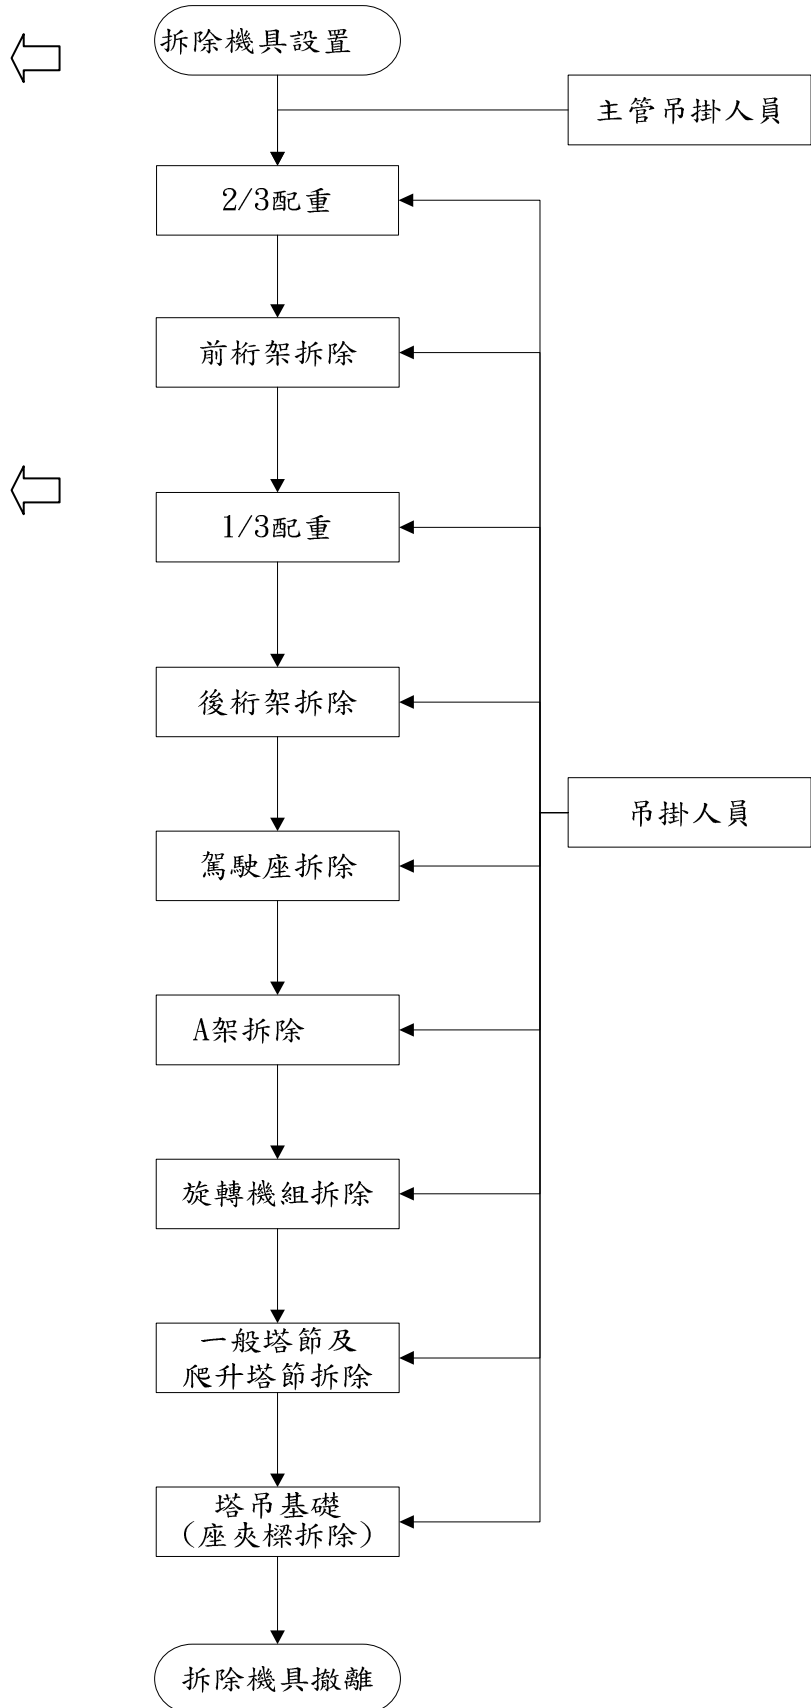 拆除機具設置
主管吊掛人員
2/3配重
前桁架拆除
1/3配重
後桁架拆除
吊掛人員
駕駛座拆除
A架拆除
旋轉機組拆除
一般塔節及
爬升塔節拆除
塔吊基礎
(座夾樑拆除)
拆除機具撤離